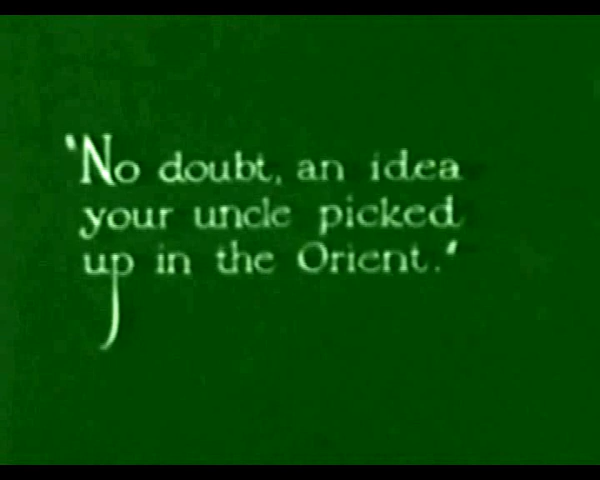 "No doubt, an idea
your uncle picked
up in the Orient."